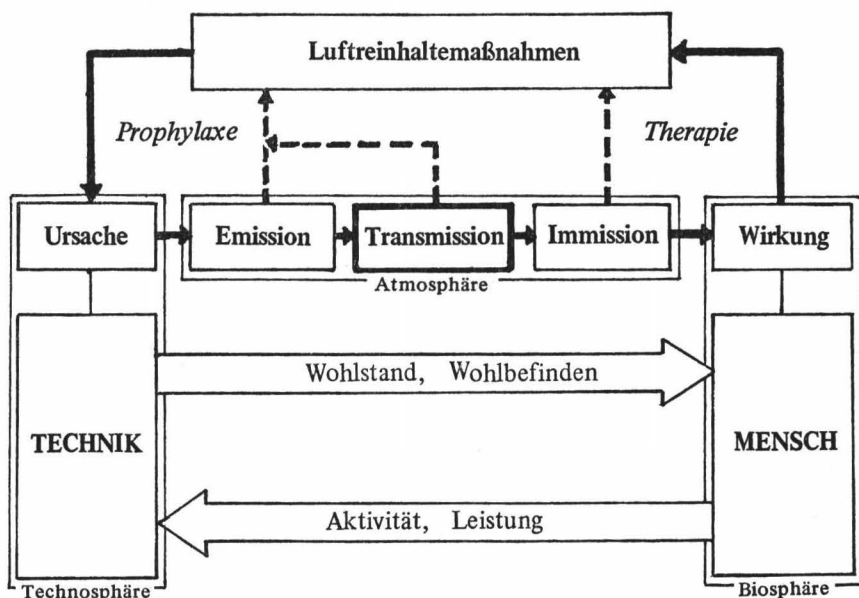 Luftreinhaltemaßnahmen
Prophylaxe
Therapie
Ursache
Emission
Transmission
Immission
Wirkung
Atmosphäre
Wohlstand, Wohlbefinden
TECHNIK
MENSCH
Aktivität, Leistung
Technosphäre
Biosphäre